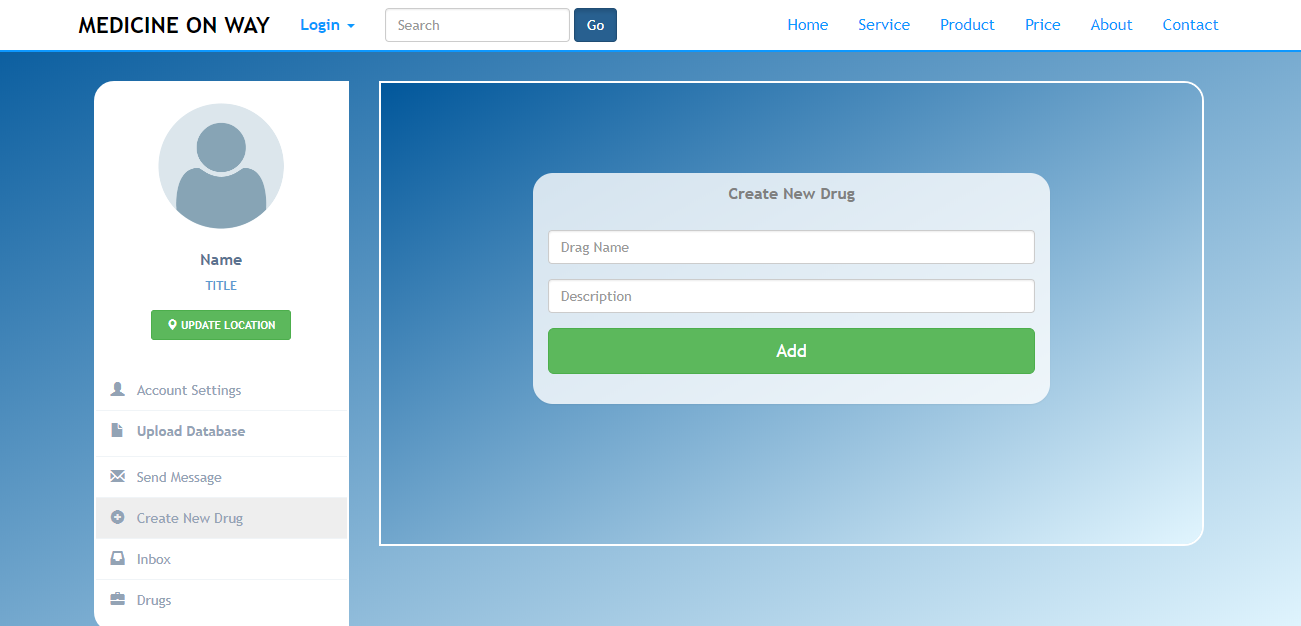 MEDICINE ON WAY
Login
Search
Go
Home
Service
Product
Price
About
Contact
Name
TITLE
UPDATE LOCATION
Account Settings
Upload Database
Send Message
Create New Drug
Inbox
Drugs
Create New Drug
Drag Name
Description
Add